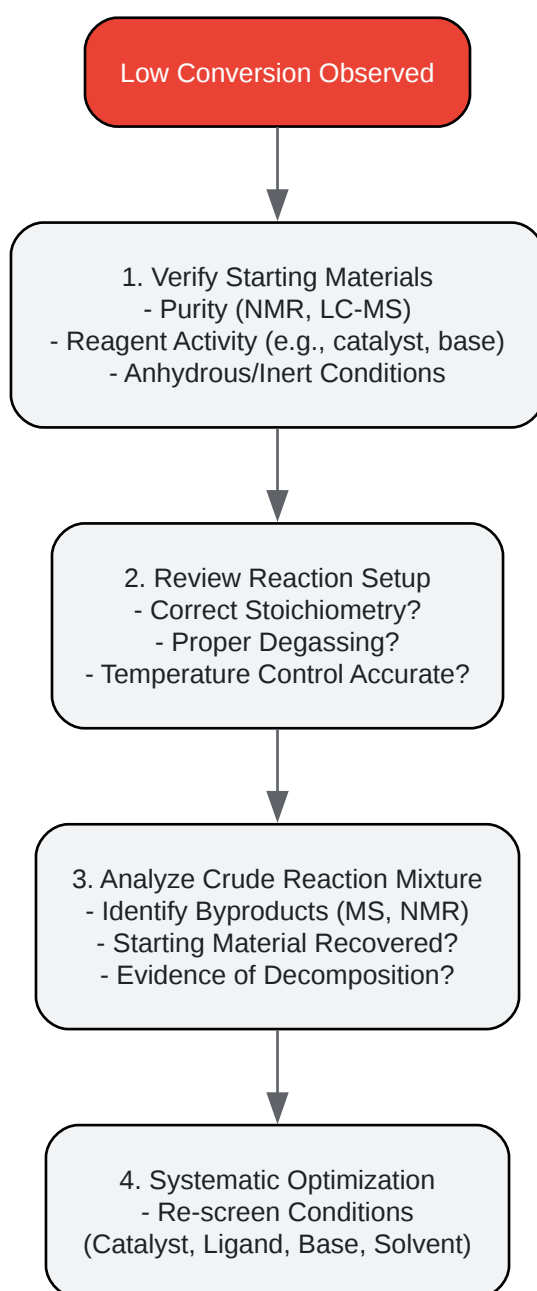 Low Conversion Observed
1. Verify Starting Materials
- Purity (NMR, LC-MS)
- Reagent Activity (e.g., catalyst, base)
- Anhydrous/Inert Conditions
2. Review Reaction Setup
- Correct Stoichiometry?
- Proper Degassing?
- Temperature Control Accurate?
3. Analyze Crude Reaction Mixture
- Identify Byproducts (MS, NMR)
- Starting Material Recovered?
- Evidence of Decomposition?
4. Systematic Optimization
- Re-screen Conditions
(Catalyst, Ligand, Base, Solvent)